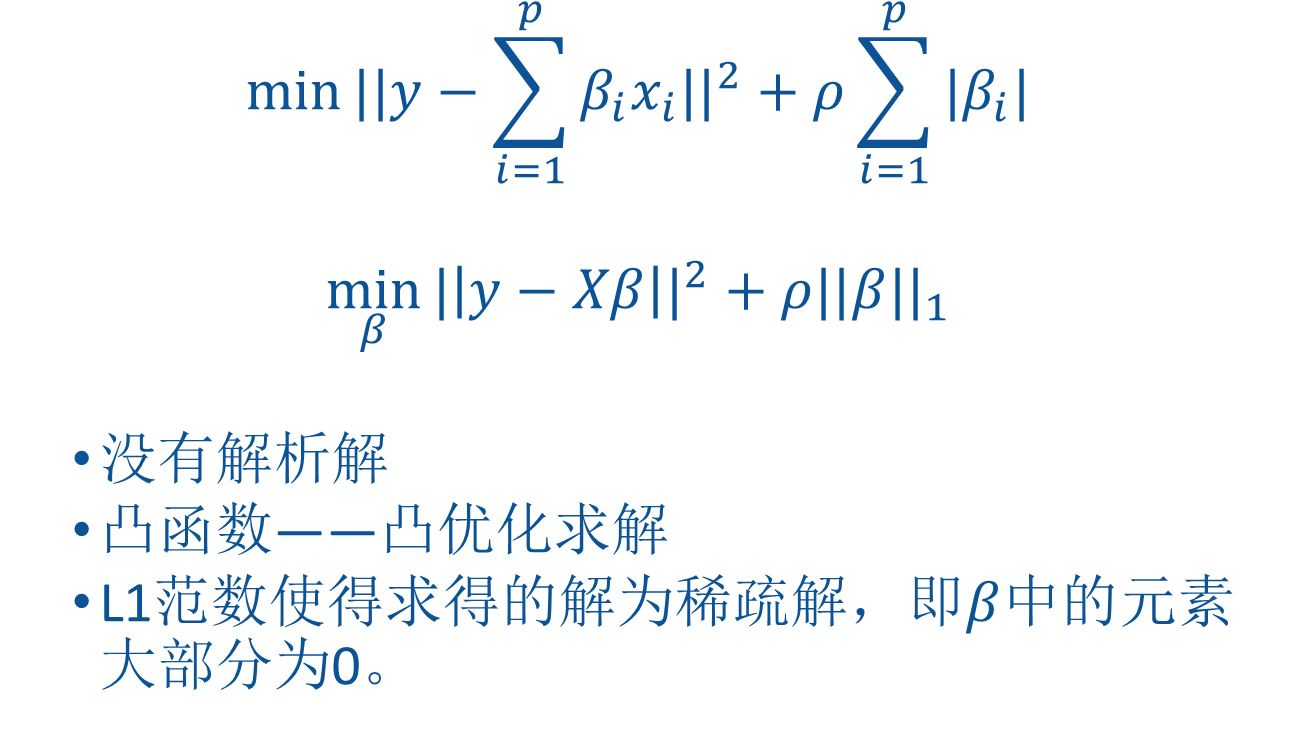 min ||y − ∑_{i=1}^{p} β_i x_i||² + ρ ∑_{i=1}^{p} |β_i|
min_β ||y − Xβ||² + ρ||β||₁
•没有解析解
•凸函数——凸优化求解
•L1范数使得求得的解为稀疏解，即β中的元素
大部分为0。